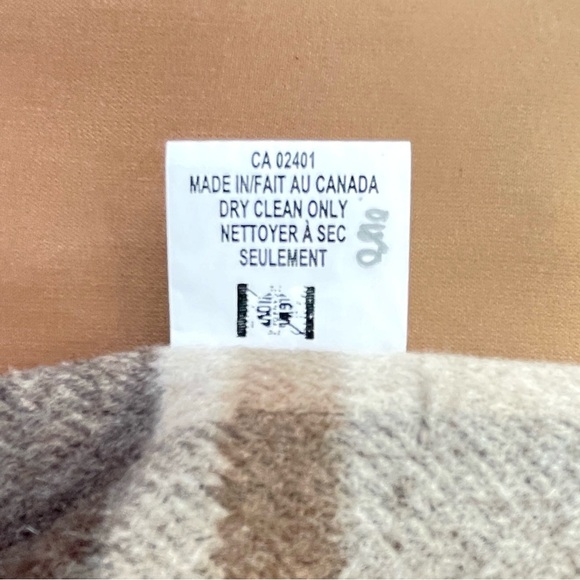 CA 02401
MADE IN/FAIT AU CANADA
DRY CLEAN ONLY
NETTOYER À SEC
SEULEMENT